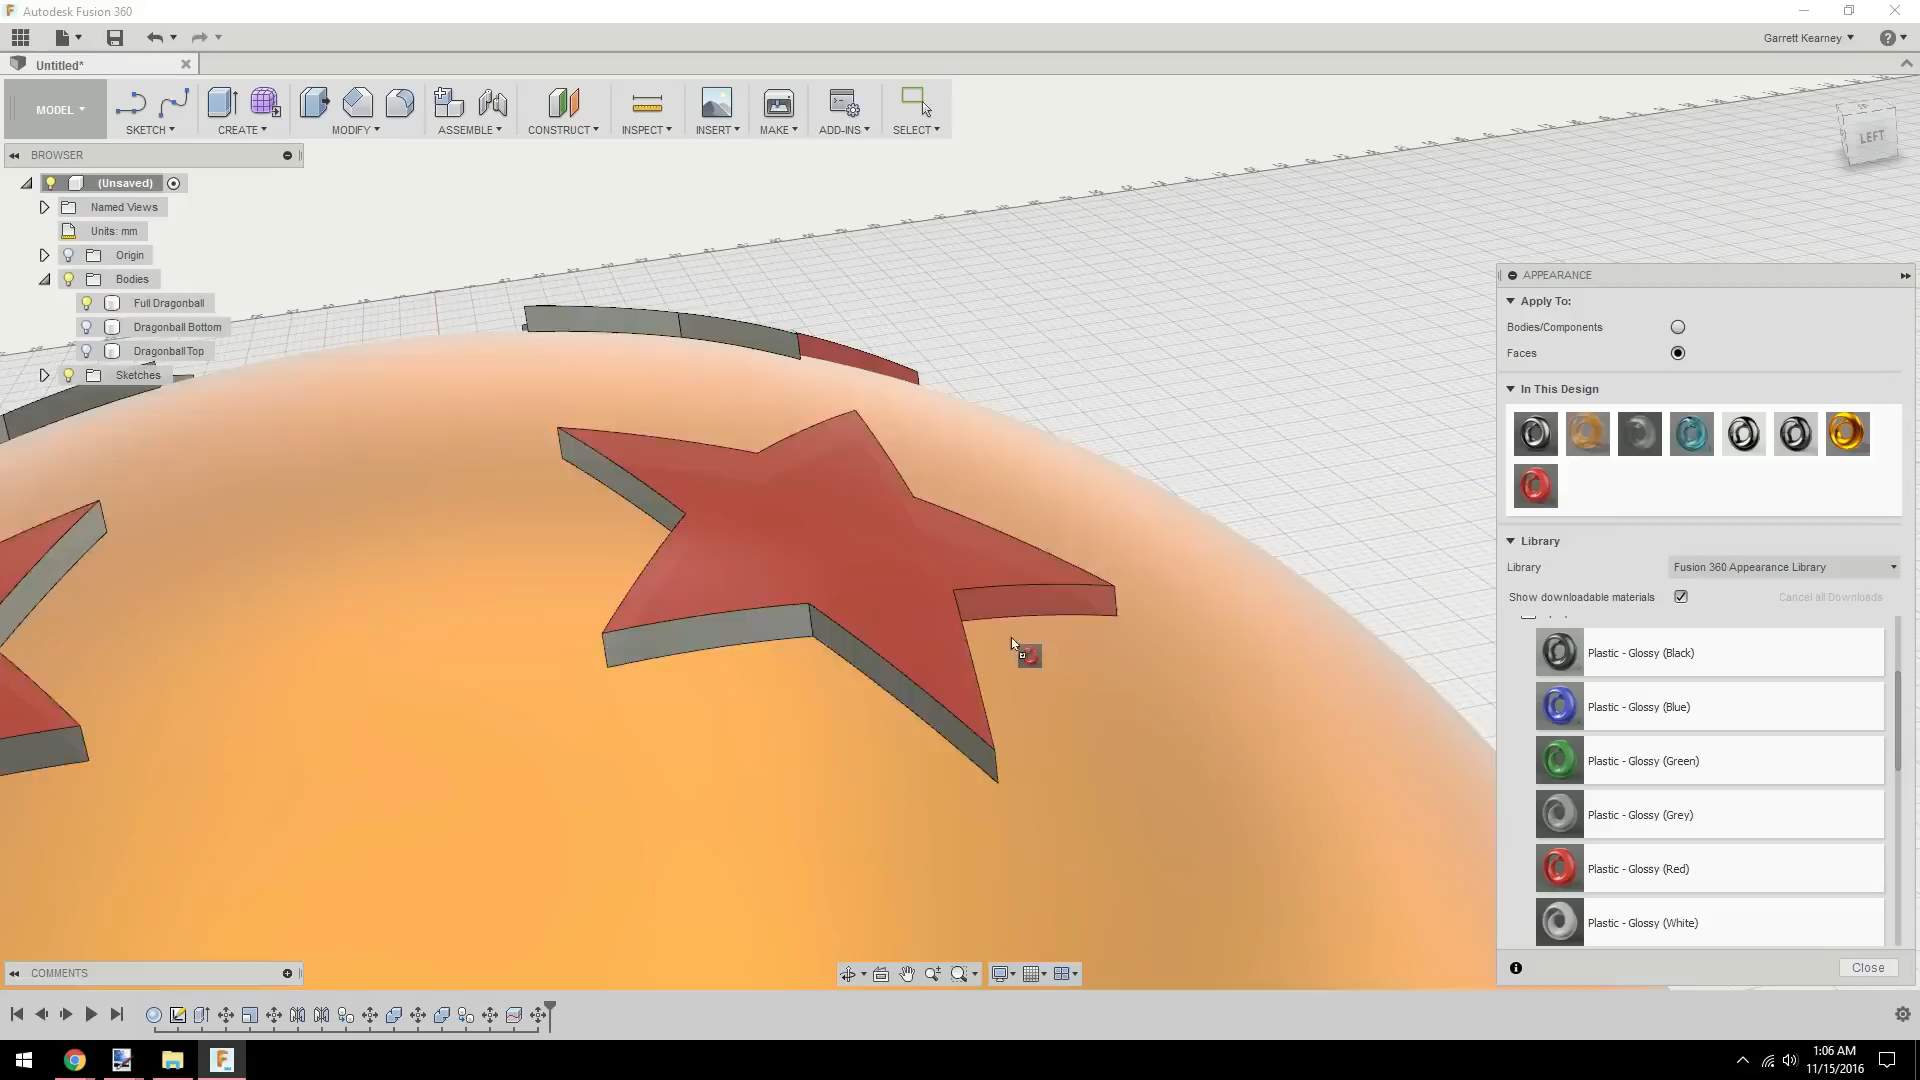 Autodesk Fusion 360
Garrett Kearney
Untitled*
MODEL
SKETCH
CREATE
MODIFY
ASSEMBLE
CONSTRUCT
INSPECT
INSERT
MAKE
ADD-INS
SELECT
LEFT
BROWSER
(Unsaved)
Named Views
Units: mm
Origin
Bodies
Full Dragonball
Dragonball Bottom
Dragonball Top
Sketches
APPEARANCE
Apply To:
Bodies/Components
Faces
In This Design
Library
Library
Fusion 360 Appearance Library
Show downloadable materials
Cancel all Downloads
Plastic - Glossy (Black)
Plastic - Glossy (Blue)
Plastic - Glossy (Green)
Plastic - Glossy (Grey)
Plastic - Glossy (Red)
Plastic - Glossy (White)
Close
COMMENTS
1:06 AM
11/15/2016